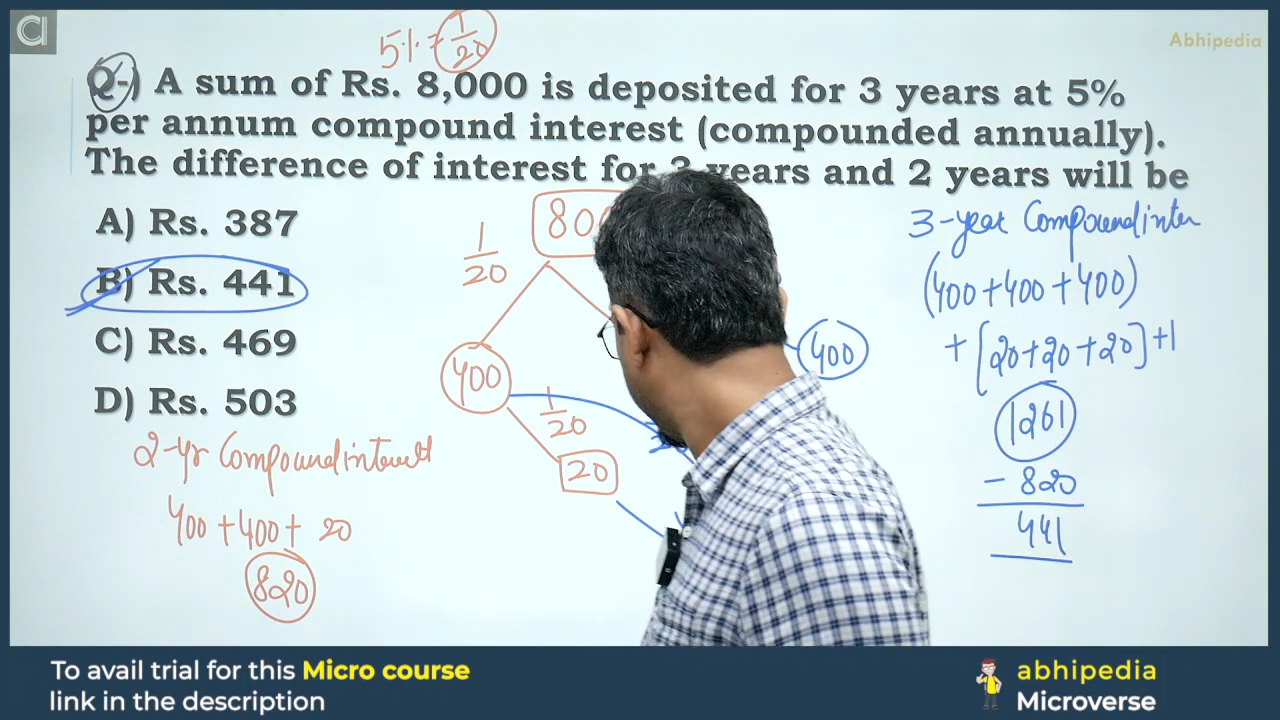 5% = 1/20
Abhipedia
Q-) A sum of Rs. 8,000 is deposited for 3 years at 5%
per annum compound interest (compounded annually).
The difference of interest for 3 years and 2 years will be
A) Rs. 387
B) Rs. 441
C) Rs. 469
D) Rs. 503
2-yr Compound interest
400 + 400 + 20
820
800
1/20
400
1/20
20
400
3-year Compound inter
(400 + 400 + 400)
+ [20 + 20 + 20] + 1
1261
- 820
441
To avail trial for this Micro course
link in the description
abhipedia
Microverse